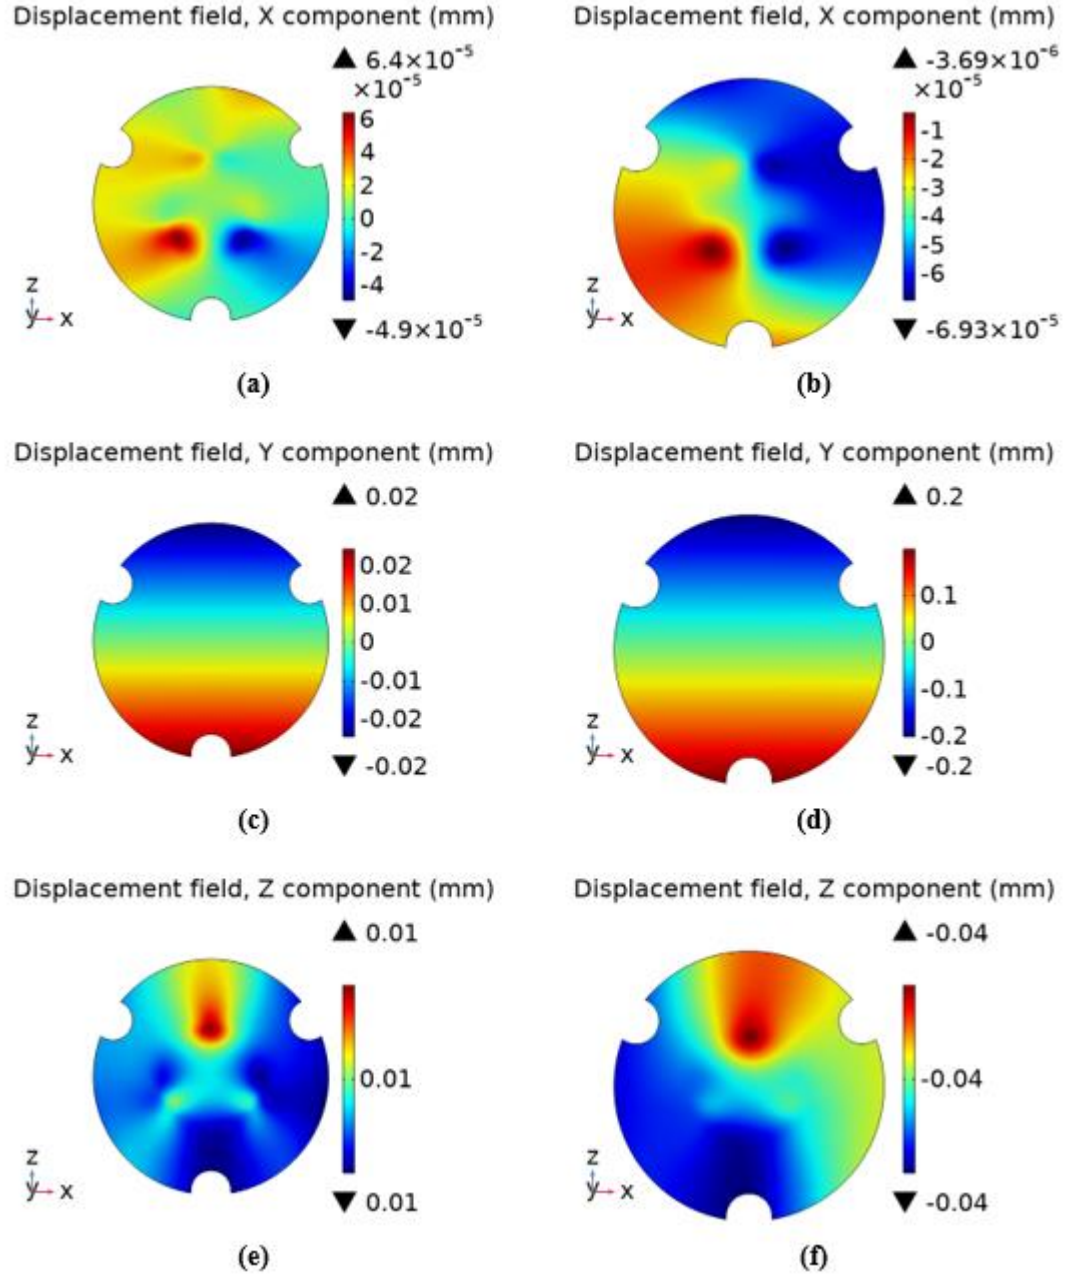 Displacement field, X component (mm)
▲ 6.4×10⁻⁵
×10⁻⁵
6
4
2
0
-2
-4
▼ -4.9×10⁻⁵
z
y x
(a)
Displacement field, X component (mm)
▲ -3.69×10⁻⁶
×10⁻⁵
-1
-2
-3
-4
-5
-6
▼ -6.93×10⁻⁵
z
y x
(b)
Displacement field, Y component (mm)
▲ 0.02
0.02
0.01
0
-0.01
-0.02
▼ -0.02
z
y x
(c)
Displacement field, Y component (mm)
▲ 0.2
0.1
0
-0.1
-0.2
▼ -0.2
z
y x
(d)
Displacement field, Z component (mm)
▲ 0.01
0.01
▼ 0.01
z
y x
(e)
Displacement field, Z component (mm)
▲ -0.04
-0.04
▼ -0.04
z
y x
(f)